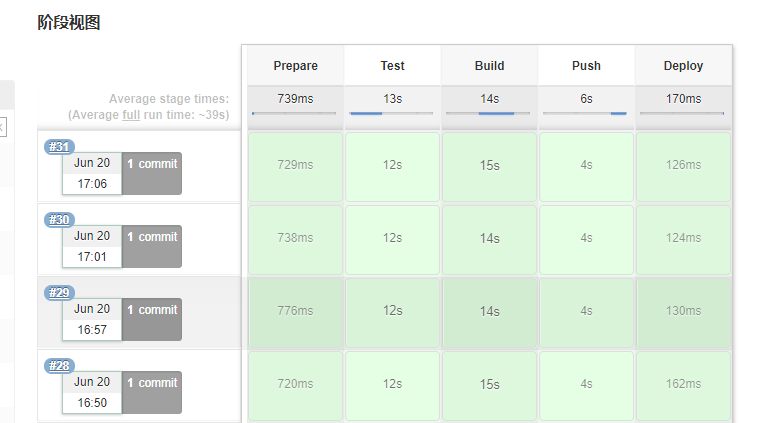 阶段视图
Prepare Test Build Push Deploy
Average stage times: 739ms 13s 14s 6s 170ms
(Average full run time: ~39s)
#31
Jun 20 1 commit 729ms 12s 15s 4s 126ms
17:06
#30
Jun 20 1 commit 738ms 12s 14s 4s 124ms
17:01
#29
Jun 20 1 commit 776ms 12s 14s 4s 130ms
16:57
#28
Jun 20 1 commit 720ms 12s 15s 4s 162ms
16:50